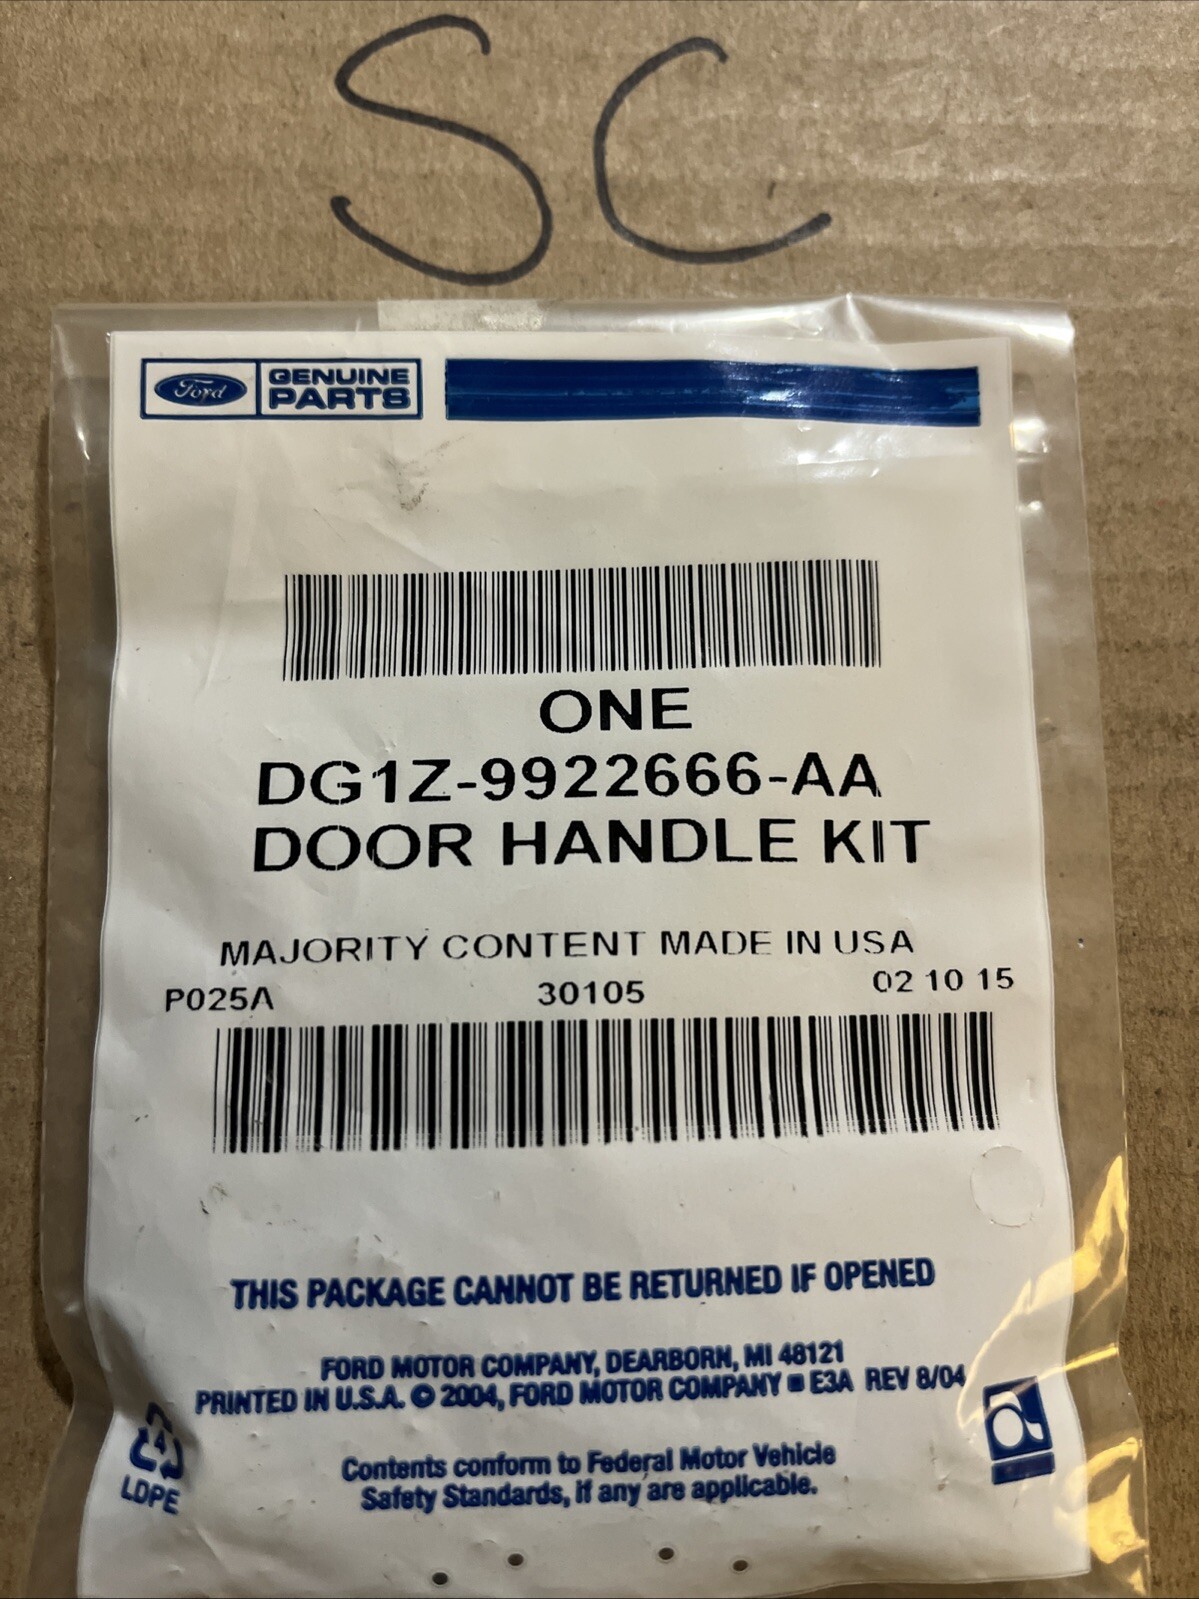 SC
Ford GENUINE
PARTS
ONE
DG1Z-9922666-AA
DOOR HANDLE KIT
MAJORITY CONTENT MADE IN USA
P025A 30105 02 10 15
THIS PACKAGE CANNOT BE RETURNED IF OPENED
FORD MOTOR COMPANY, DEARBORN, MI 48121
PRINTED IN U.S.A. © 2004, FORD MOTOR COMPANY ■ E3A REV 8/04
4
LDPE
Contents conform to Federal Motor Vehicle
Safety Standards, if any are applicable.